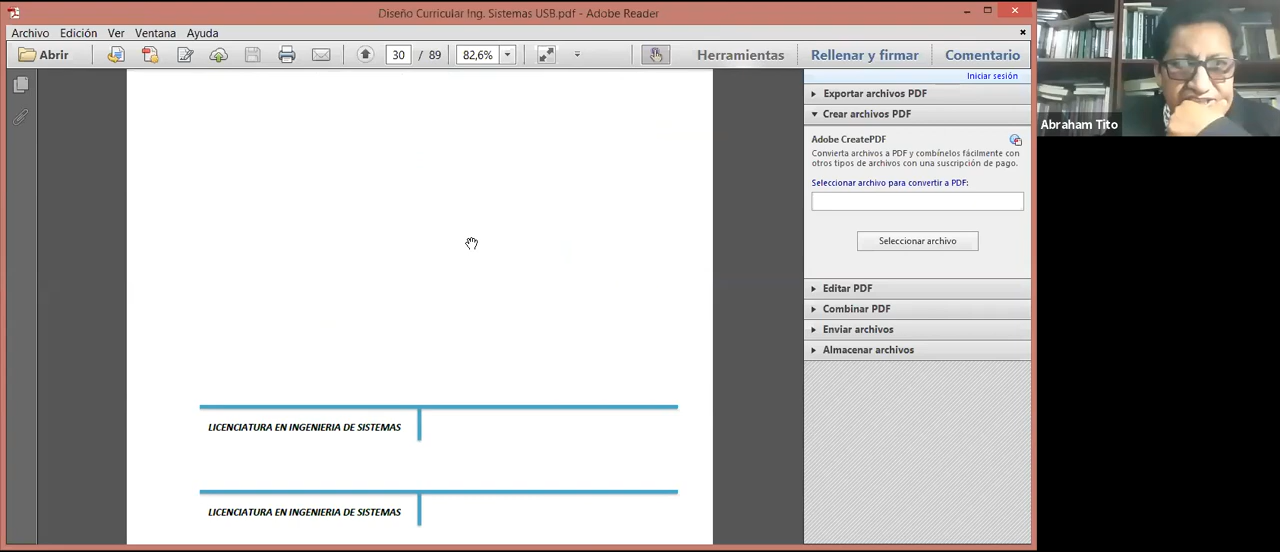 Diseño Curricular Ing. Sistemas USB.pdf - Adobe Reader
Archivo Edición Ver Ventana Ayuda
Abrir 30 / 89 82,6% Herramientas Rellenar y firmar Comentario
Iniciar sesión
Exportar archivos PDF
Crear archivos PDF
Adobe CreatePDF
Convierta archivos a PDF y combínelos fácilmente con
otros tipos de archivos con una suscripción de pago.
Seleccionar archivo para convertir a PDF:
Seleccionar archivo
Editar PDF
Combinar PDF
Enviar archivos
Almacenar archivos
LICENCIATURA EN INGENIERIA DE SISTEMAS
LICENCIATURA EN INGENIERIA DE SISTEMAS
Abraham Tito